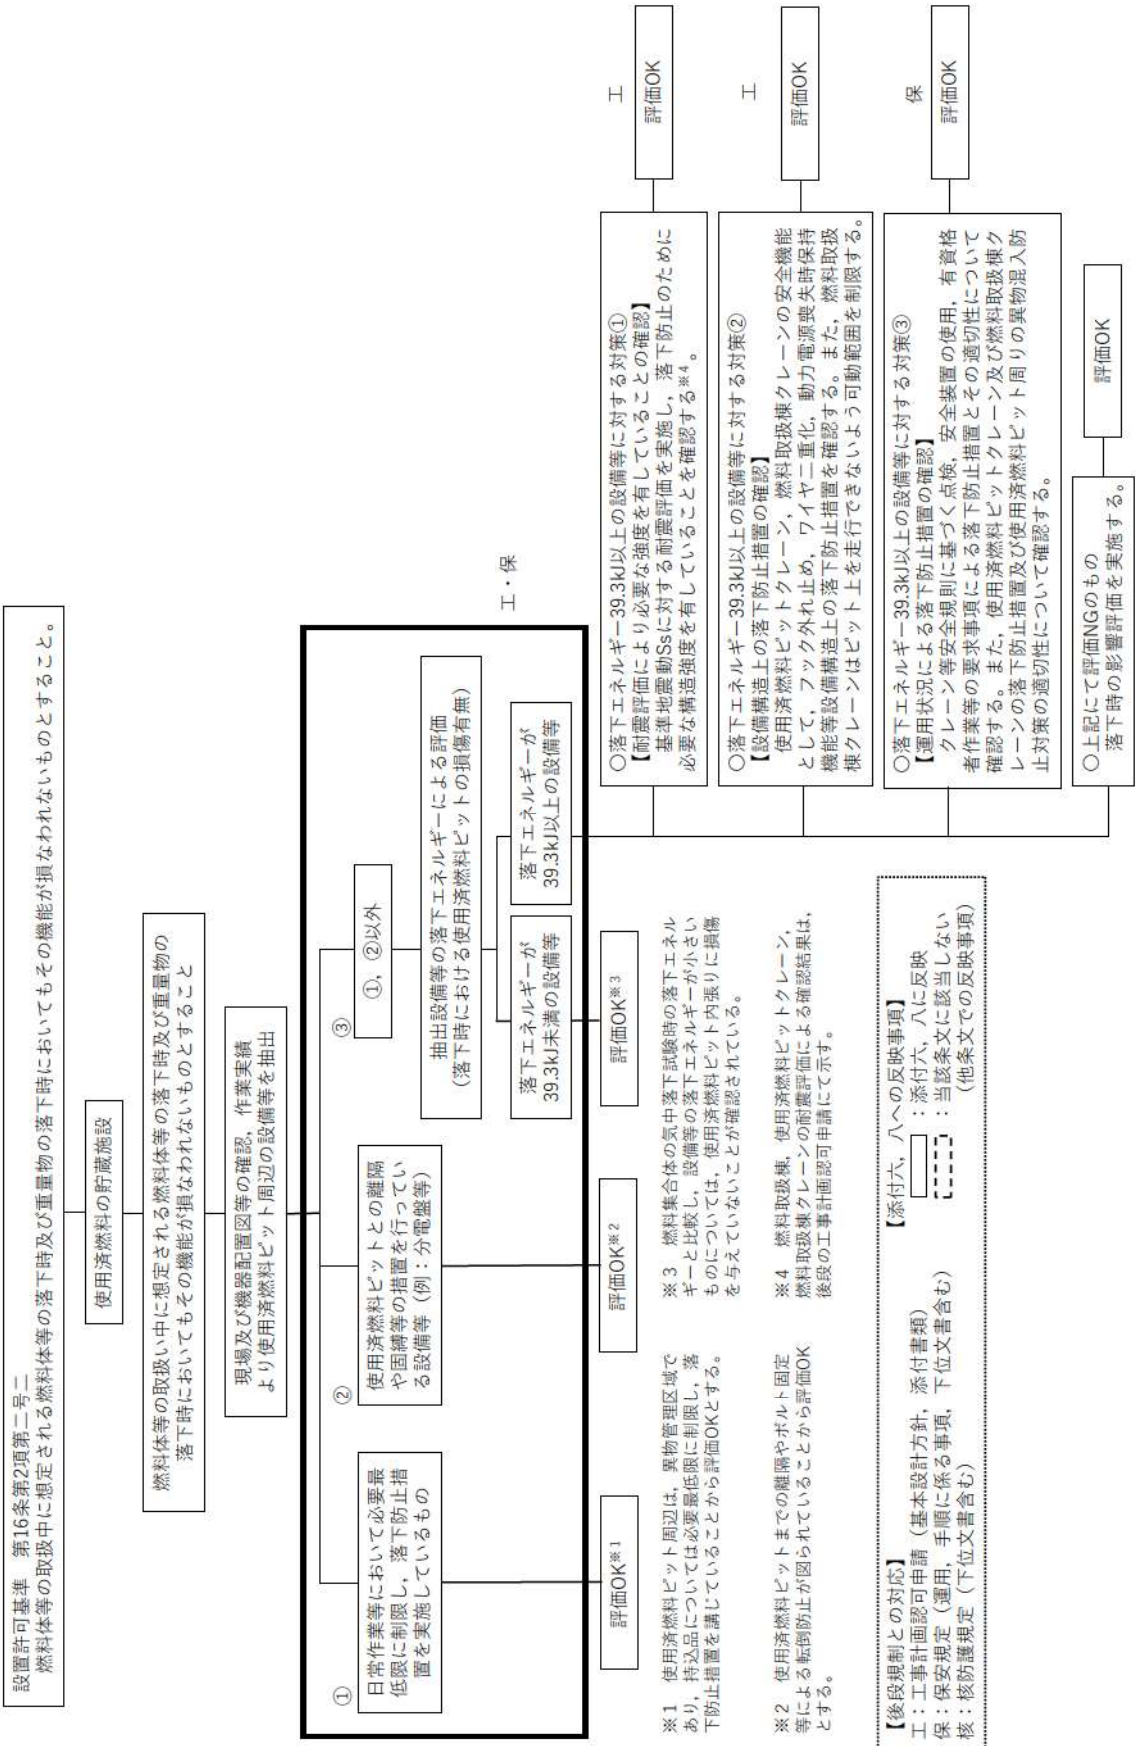 設置許可基準　第16条第2項第二号ニ
燃料体等の取扱中に想定される燃料体等の落下時及び重量物の落下時においてもその機能が損なわれないものとすること。
使用済燃料の貯蔵施設
燃料体等の取扱い中に想定される燃料体等の落下時及び重量物の
落下時においてもその機能が損なわれないものとすること
現場及び機器配置図等の確認，作業実績
より使用済燃料ピット周辺の設備等を抽出
①
日常作業等において必要最
低限に制限し，落下防止措
置を実施しているもの
②
使用済燃料ピットとの離隔
や固縛等の措置を行ってい
る設備等（例：分電盤等）
③
①，②以外
抽出設備等の落下エネルギーによる評価
（落下時における使用済燃料ピットの損傷有無）
落下エネルギーが
39.3kJ未満の設備等
落下エネルギーが
39.3kJ以上の設備等
工・保
評価OK※1
評価OK※2
評価OK※3
○落下エネルギー39.3kJ以上の設備等に対する対策①
【耐震評価により必要な強度を有していることの確認】
基準地震動Ssに対する耐震評価を実施し，落下防止のために
必要な構造強度を有していることを確認する※4。
工
評価OK
○落下エネルギー39.3kJ以上の設備等に対する対策②
【設備構造上の落下防止措置の確認】
使用済燃料ピットクレーン，燃料取扱棟クレーンの安全機能
として，フック外れ止め，ワイヤ二重化，動力電源喪失時保持
機能等設備構造上の落下防止措置を確認する。また，燃料取扱
棟クレーンはピット上を走行できないよう可動範囲を制限する。
工
評価OK
○落下エネルギー39.3kJ以上の設備等に対する対策③
【運用状況による落下防止措置の確認】
クレーン等安全規則に基づく点検，安全装置の使用，有資格
者作業等の要求事項による落下防止措置とその適切性について
確認する。また，使用済燃料ピットクレーン及び燃料取扱棟ク
レーンの落下防止措置及び使用済燃料ピット周りの異物混入防
止対策の適切性について確認する。
保
評価OK
○上記にて評価NGのもの
落下時の影響評価を実施する。
評価OK
※1　使用済燃料ピット周辺は，異物管理区域で
あり，持込品については必要最低限に制限し，落
下防止措置を講じていることから評価OKとする。
※2　使用済燃料ピットまでの離隔やボルト固定
等による転倒防止が図られていることから評価OK
とする。
※3　燃料集合体の気中落下試験時の落下エネル
ギーと比較し，設備等の落下エネルギーが小さい
ものについては，使用済燃料ピット内張りに損傷
を与えていないことが確認されている。
※4　燃料取扱棟，使用済燃料ピットクレーン，
燃料取扱棟クレーンの耐震評価による確認結果は，
後段の工事計画認可申請にて示す。
【後段規制との対応】
工：工事計画認可申請（基本設計方針，添付書類）
保：保安規定（運用，手順に係る事項，下位文書含む）
核：核防護規定（下位文書含む）
【添付六，八への反映事項】
：添付六，八に反映
：当該条文に該当しない
（他条文での反映事項）